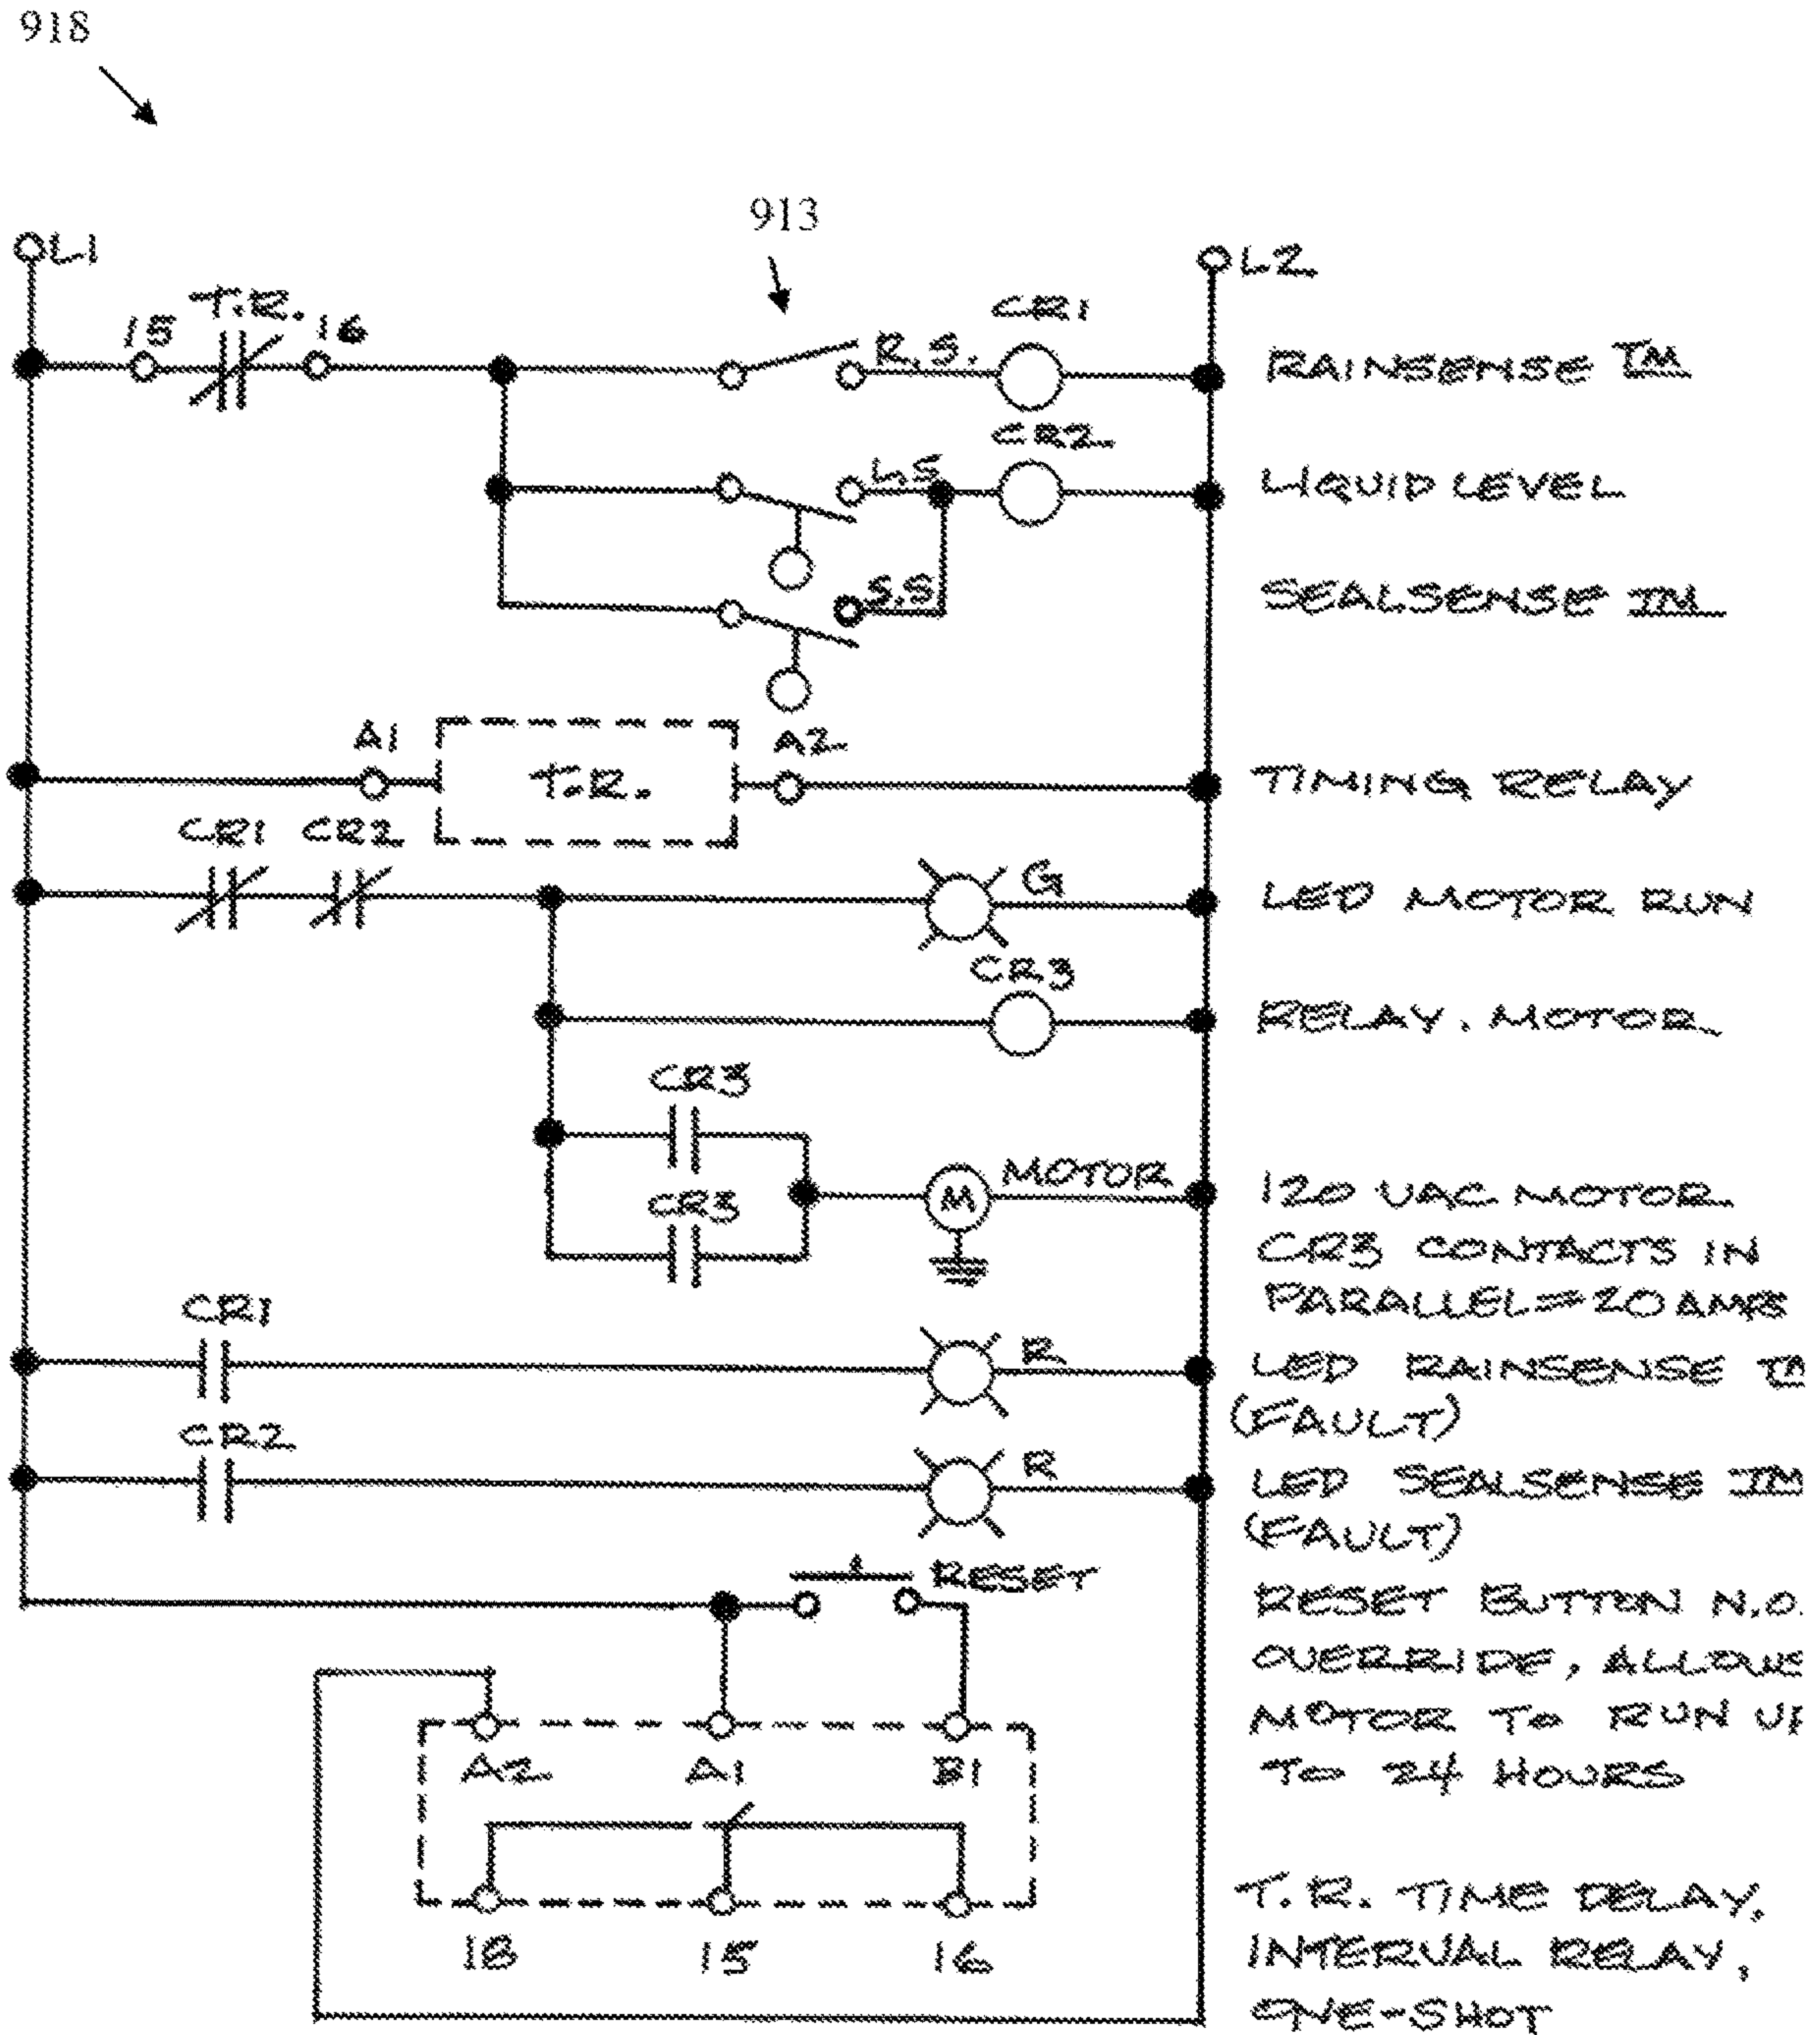 918
913
L1
L2
T.R.
15
16
R.S.
CR1
RAINSENSE TM
L.S
CR2
LIQUID LEVEL
S.S
SEALSENSE TM
A1
T.R.
A2
TIMING RELAY
CR1
CR2
G
LED MOTOR RUN
CR3
RELAY. MOTOR
CR3
CR3
M
MOTOR
120 VAC MOTOR
CR3 CONTACTS IN
PARALLEL=20 AMPS
CR1
R
LED RAINSENSE TM
(FAULT)
CR2
R
LED SEALSENSE TM
(FAULT)
RESET
RESET BUTTON N.O.
OVERRIDE, ALLOWS
MOTOR TO RUN UP
TO 24 HOURS
A2
A1
B1
18
15
16
T.R. TIME DELAY,
INTERVAL RELAY,
ONE-SHOT